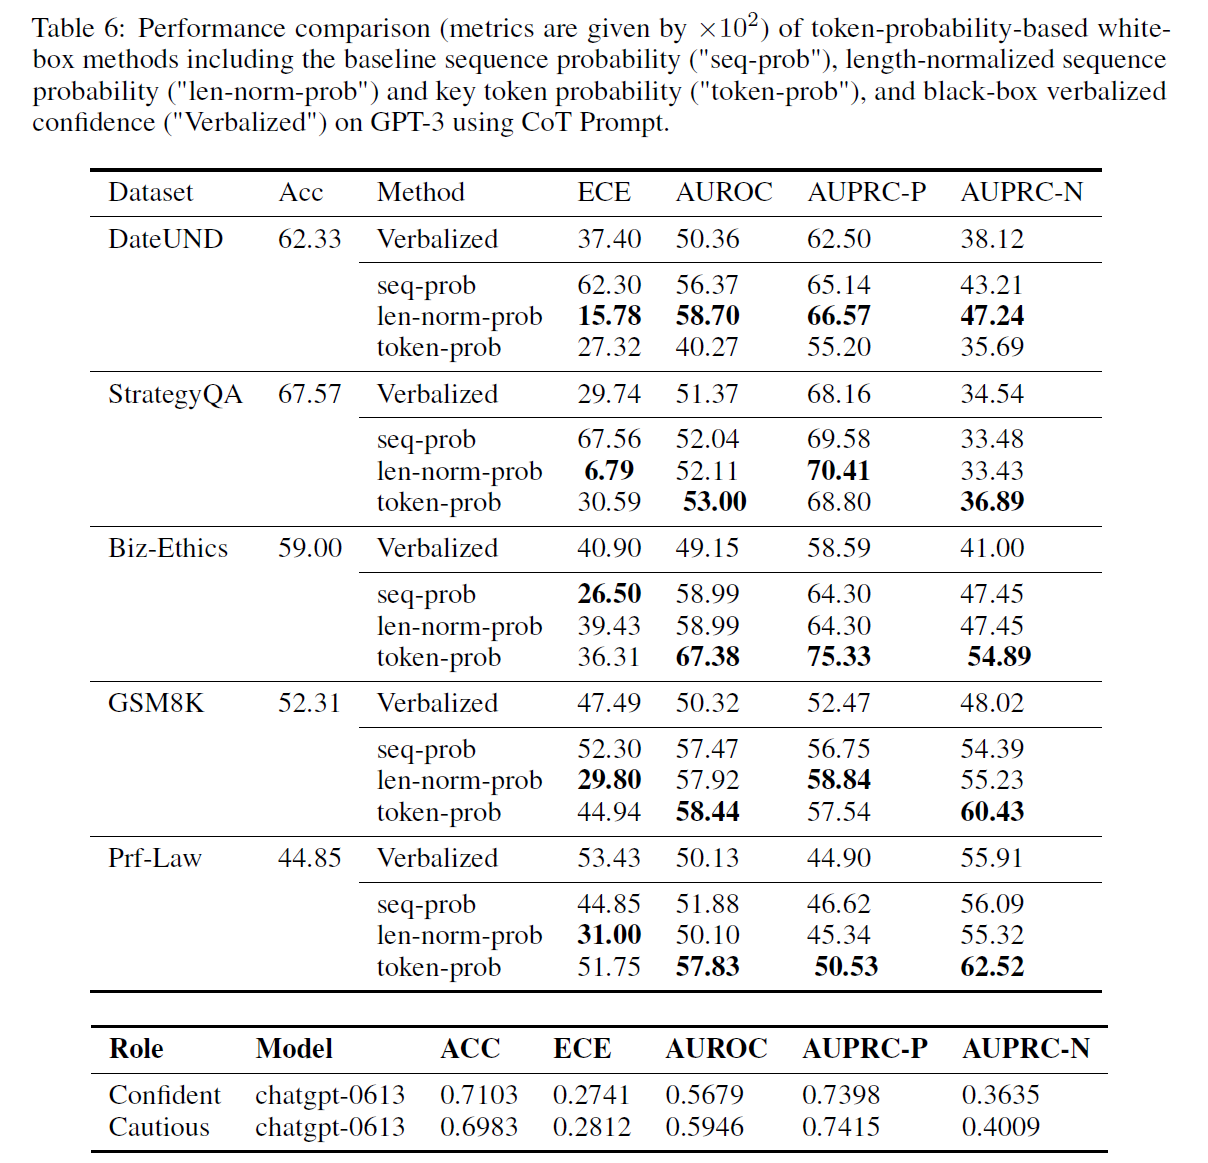 Table 6: Performance comparison (metrics are given by ×10²) of token-probability-based white-
box methods including the baseline sequence probability ("seq-prob"), length-normalized sequence
probability ("len-norm-prob") and key token probability ("token-prob"), and black-box verbalized
confidence ("Verbalized") on GPT-3 using CoT Prompt.
Dataset Acc Method ECE AUROC AUPRC-P AUPRC-N
DateUND 62.33 Verbalized 37.40 50.36 62.50 38.12
seq-prob 62.30 56.37 65.14 43.21
len-norm-prob 15.78 58.70 66.57 47.24
token-prob 27.32 40.27 55.20 35.69
StrategyQA 67.57 Verbalized 29.74 51.37 68.16 34.54
seq-prob 67.56 52.04 69.58 33.48
len-norm-prob 6.79 52.11 70.41 33.43
token-prob 30.59 53.00 68.80 36.89
Biz-Ethics 59.00 Verbalized 40.90 49.15 58.59 41.00
seq-prob 26.50 58.99 64.30 47.45
len-norm-prob 39.43 58.99 64.30 47.45
token-prob 36.31 67.38 75.33 54.89
GSM8K 52.31 Verbalized 47.49 50.32 52.47 48.02
seq-prob 52.30 57.47 56.75 54.39
len-norm-prob 29.80 57.92 58.84 55.23
token-prob 44.94 58.44 57.54 60.43
Prf-Law 44.85 Verbalized 53.43 50.13 44.90 55.91
seq-prob 44.85 51.88 46.62 56.09
len-norm-prob 31.00 50.10 45.34 55.32
token-prob 51.75 57.83 50.53 62.52
Role Model ACC ECE AUROC AUPRC-P AUPRC-N
Confident chatgpt-0613 0.7103 0.2741 0.5679 0.7398 0.3635
Cautious chatgpt-0613 0.6983 0.2812 0.5946 0.7415 0.4009